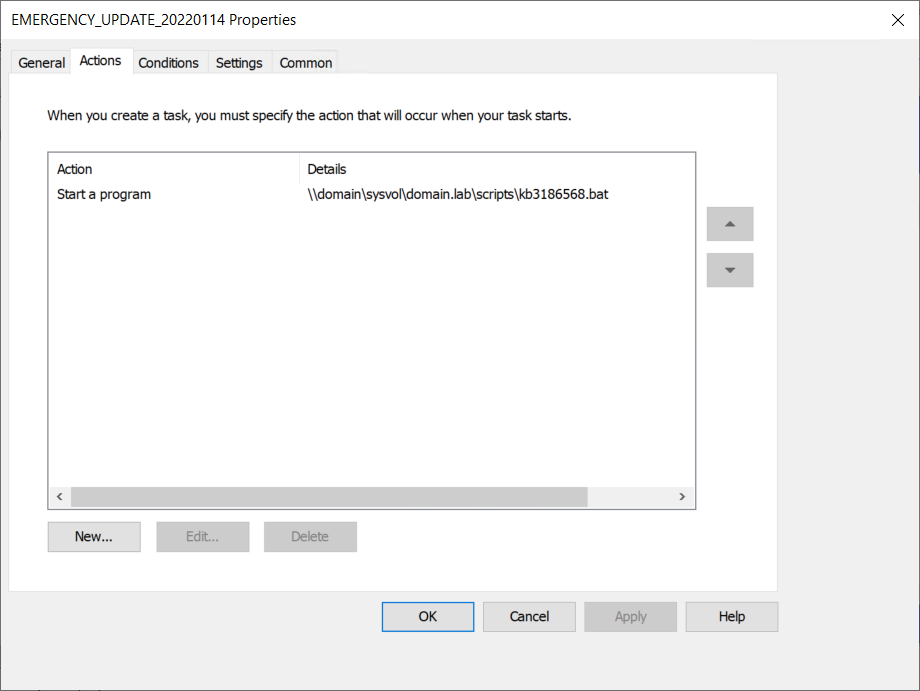 EMERGENCY_UPDATE_20220114 Properties
General Actions Conditions Settings Common
When you create a task, you must specify the action that will occur when your task starts.
Action Details
Start a program \\domain\sysvol\domain.lab\scripts\kb3186568.bat
New... Edit... Delete
OK Cancel Apply Help